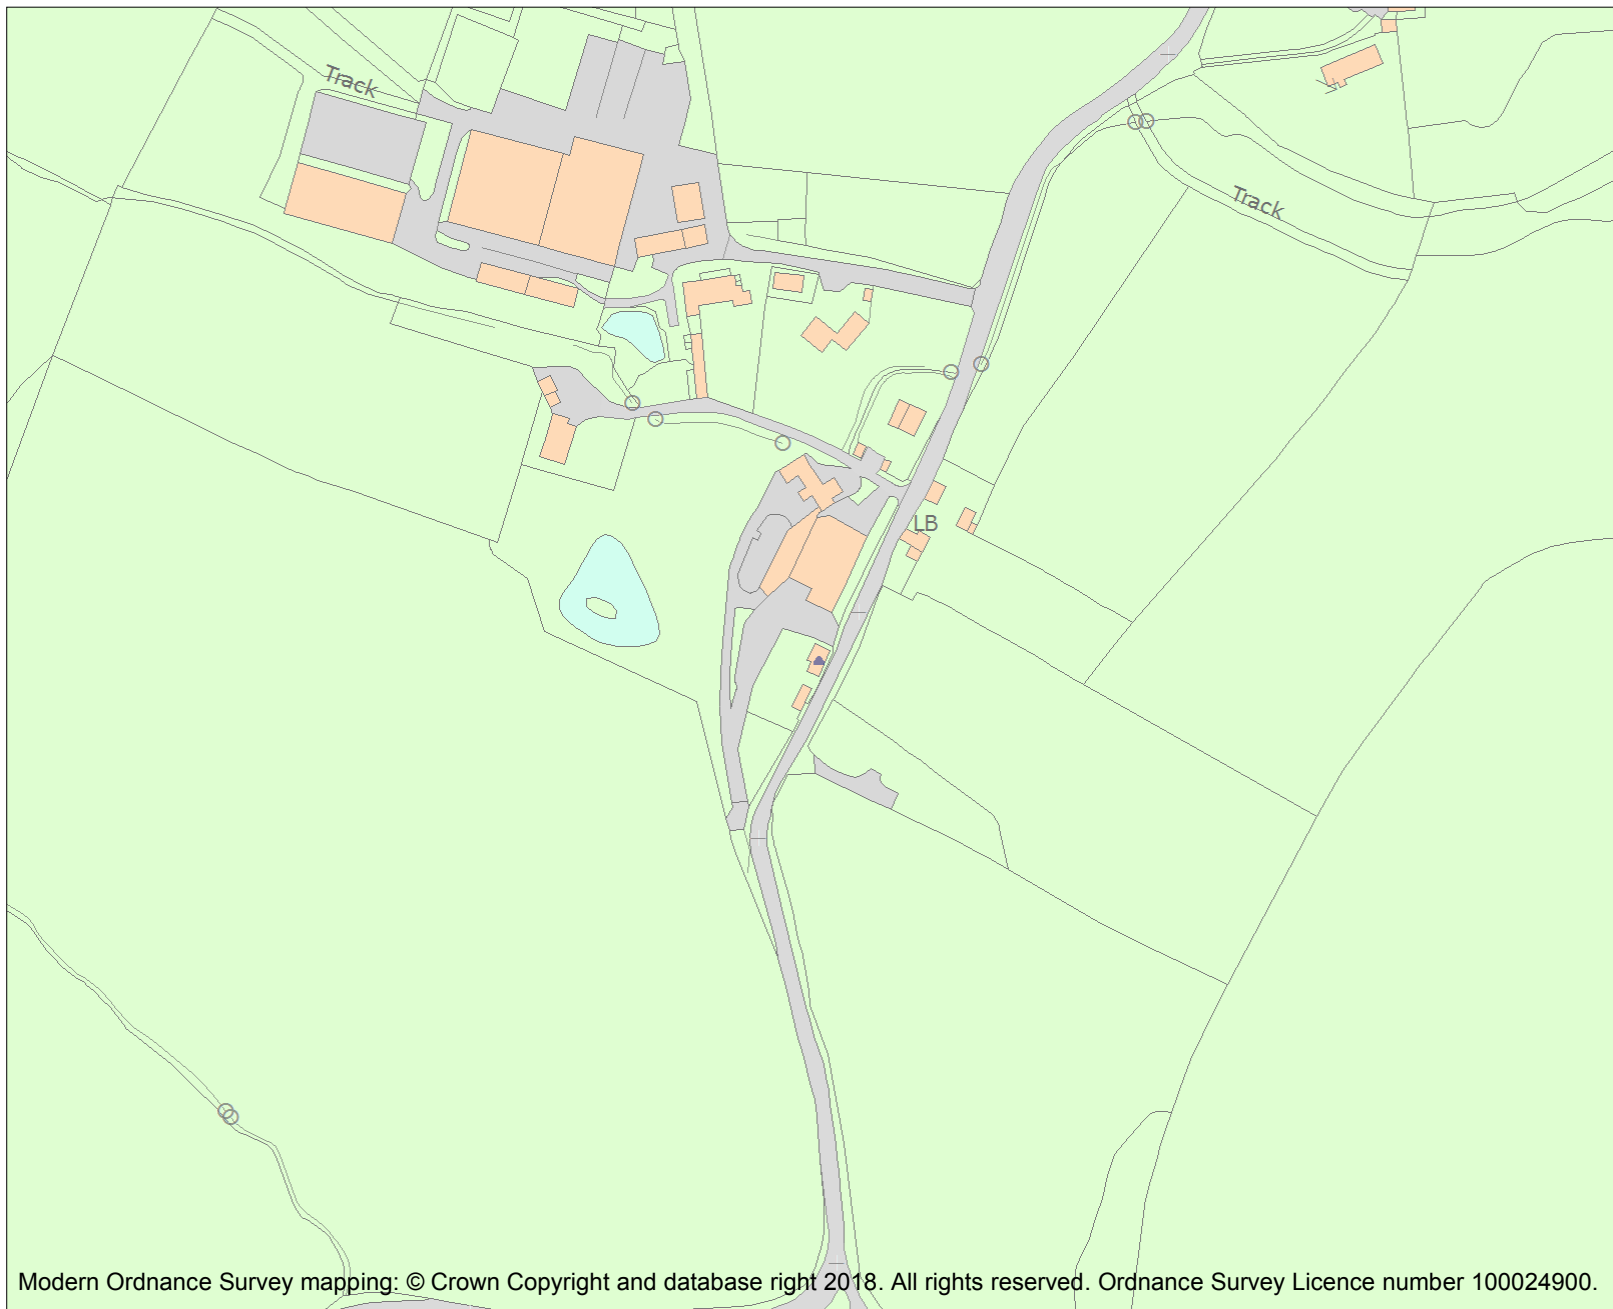 Track
Track
LB
Modern Ordnance Survey mapping: © Crown Copyright and database right 2018. All rights reserved. Ordnance Survey Licence number 100024900.